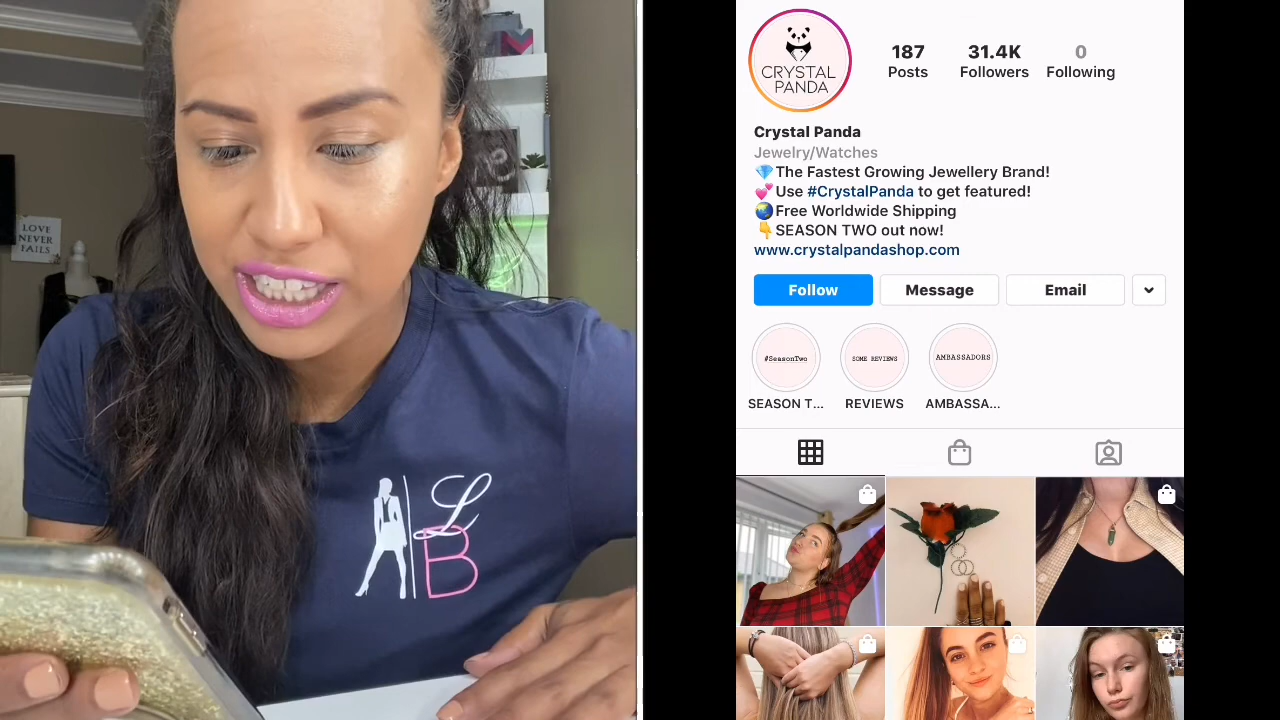 LOVE
NEVER
FAILS
L
B
CRYSTAL
PANDA
187
Posts
31.4K
Followers
0
Following
Crystal Panda
Jewelry/Watches
💎The Fastest Growing Jewellery Brand!
💕Use #CrystalPanda to get featured!
🌏Free Worldwide Shipping
👇SEASON TWO out now!
www.crystalpandashop.com
Follow
Message
Email
#SeasonTwo
SOME REVIEWS
AMBASSADORS
SEASON T...
REVIEWS
AMBASSA...